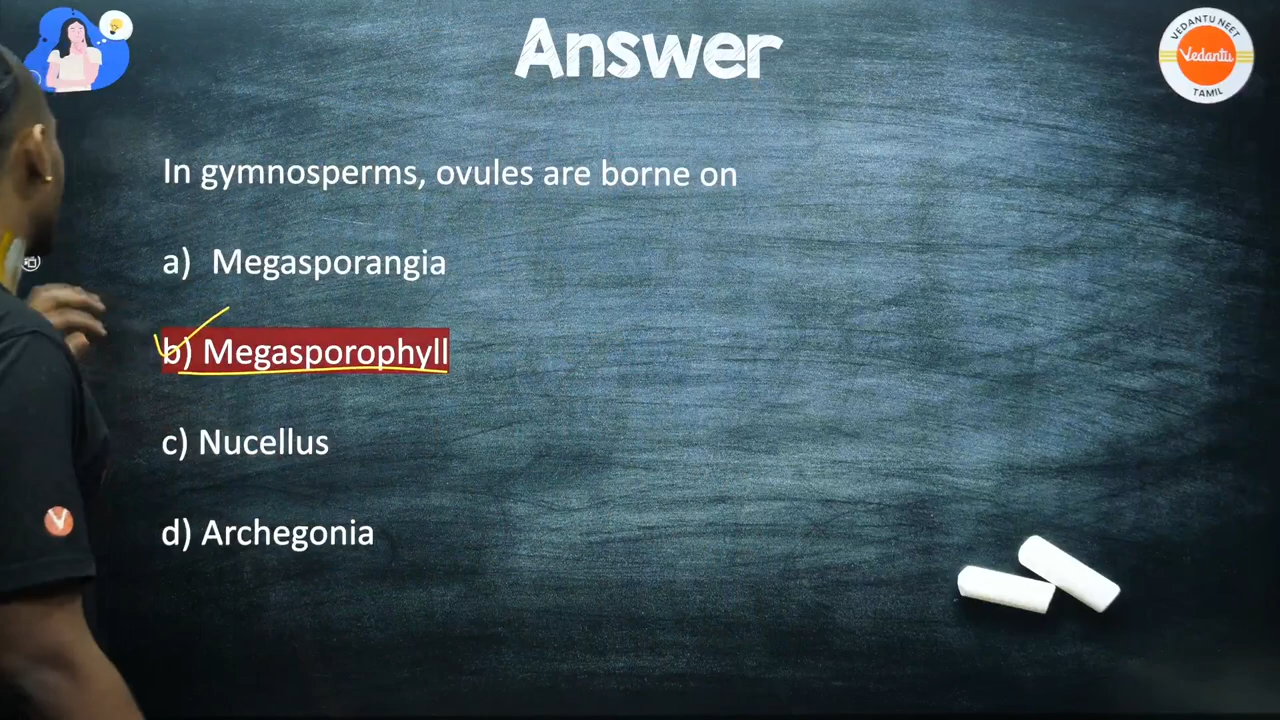 Answer
VEDANTU NEET
Vedantu
TAMIL
In gymnosperms, ovules are borne on
a) Megasporangia
b) Megasporophyll
c) Nucellus
d) Archegonia
V